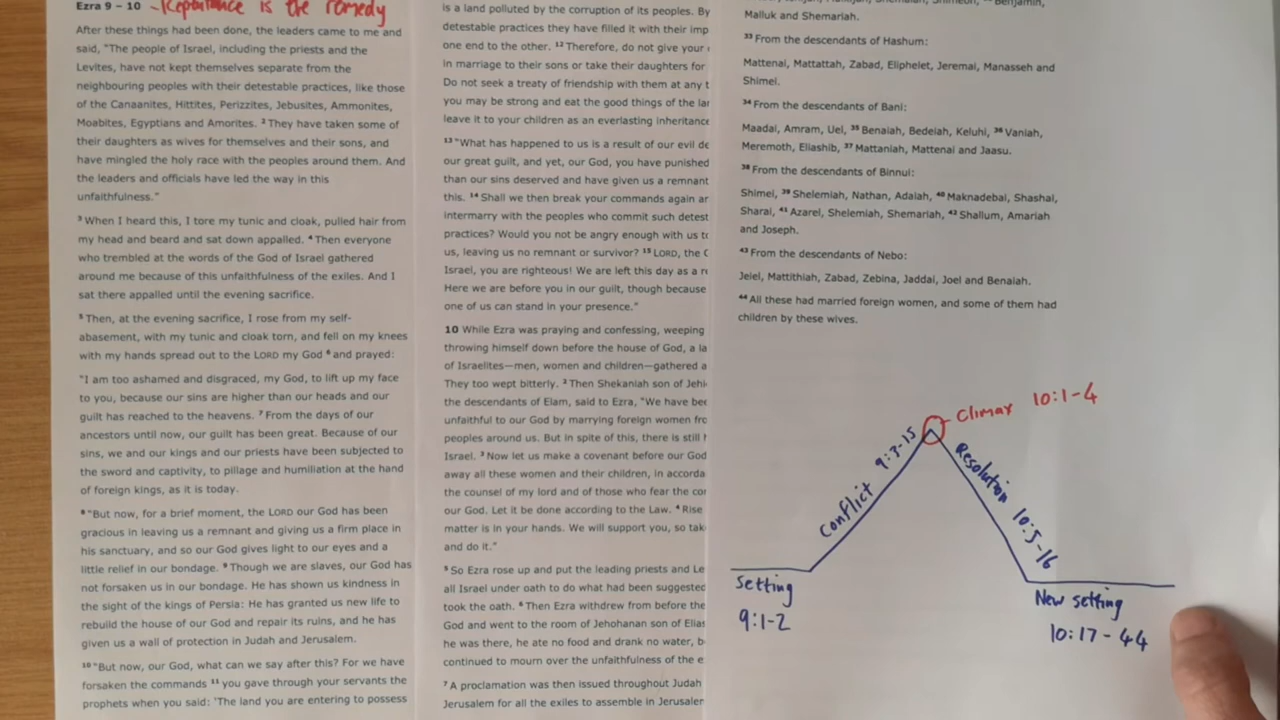 Ezra 9 – 10 Repentance is the remedy
After these things had been done, the leaders came to me and
said, "The people of Israel, including the priests and the
Levites, have not kept themselves separate from the
neighbouring peoples with their detestable practices, like those
of the Canaanites, Hittites, Perizzites, Jebusites, Ammonites,
Moabites, Egyptians and Amorites. ² They have taken some of
their daughters as wives for themselves and their sons, and
have mingled the holy race with the peoples around them. And
the leaders and officials have led the way in this
unfaithfulness."
³ When I heard this, I tore my tunic and cloak, pulled hair from
my head and beard and sat down appalled. ⁴ Then everyone
who trembled at the words of the God of Israel gathered
around me because of this unfaithfulness of the exiles. And I
sat there appalled until the evening sacrifice.
⁵ Then, at the evening sacrifice, I rose from my self-
abasement, with my tunic and cloak torn, and fell on my knees
with my hands spread out to the LORD my God ⁶ and prayed:
"I am too ashamed and disgraced, my God, to lift up my face
to you, because our sins are higher than our heads and our
guilt has reached to the heavens. ⁷ From the days of our
ancestors until now, our guilt has been great. Because of our
sins, we and our kings and our priests have been subjected to
the sword and captivity, to pillage and humiliation at the hand
of foreign kings, as it is today.
⁸ "But now, for a brief moment, the LORD our God has been
gracious in leaving us a remnant and giving us a firm place in
his sanctuary, and so our God gives light to our eyes and a
little relief in our bondage. ⁹ Though we are slaves, our God has
not forsaken us in our bondage. He has shown us kindness in
the sight of the kings of Persia: He has granted us new life to
rebuild the house of our God and repair its ruins, and he has
given us a wall of protection in Judah and Jerusalem.
¹⁰ "But now, our God, what can we say after this? For we have
forsaken the commands ¹¹ you gave through your servants the
prophets when you said: 'The land you are entering to possess
is a land polluted by the corruption of its peoples. By
detestable practices they have filled it with their imp
one end to the other. ¹² Therefore, do not give your
in marriage to their sons or take their daughters for
Do not seek a treaty of friendship with them at any t
you may be strong and eat the good things of the lan
leave it to your children as an everlasting inheritance
¹³ "What has happened to us is a result of our evil de
our great guilt, and yet, our God, you have punished
than our sins deserved and have given us a remnant
this. ¹⁴ Shall we then break your commands again an
intermarry with the peoples who commit such detest
practices? Would you not be angry enough with us to
us, leaving us no remnant or survivor? ¹⁵ LORD, the G
Israel, you are righteous! We are left this day as a re
Here we are before you in our guilt, though because
one of us can stand in your presence."
10 While Ezra was praying and confessing, weeping
throwing himself down before the house of God, a la
of Israelites—men, women and children—gathered a
They too wept bitterly. ² Then Shekaniah son of Jehi
the descendants of Elam, said to Ezra, "We have bee
unfaithful to our God by marrying foreign women fro
peoples around us. But in spite of this, there is still h
Israel. ³ Now let us make a covenant before our God
away all these women and their children, in accorda
the counsel of my lord and of those who fear the com
our God. Let it be done according to the Law. ⁴ Rise
matter is in your hands. We will support you, so tak
and do it."
⁵ So Ezra rose up and put the leading priests and Le
all Israel under oath to do what had been suggested
took the oath. ⁶ Then Ezra withdrew from before the
God and went to the room of Jehohanan son of Elias
he was there, he ate no food and drank no water, b
continued to mourn over the unfaithfulness of the e
⁷ A proclamation was then issued throughout Judah
Jerusalem for all the exiles to assemble in Jerusalem
Benjamin,
Malluk and Shemariah.
³³ From the descendants of Hashum:
Mattenai, Mattattah, Zabad, Eliphelet, Jeremai, Manasseh and
Shimei.
³⁴ From the descendants of Bani:
Maadai, Amram, Uel, ³⁵ Benaiah, Bedeiah, Keluhi, ³⁶ Vaniah,
Meremoth, Eliashib, ³⁷ Mattaniah, Mattenai and Jaasu.
³⁸ From the descendants of Binnui:
Shimei, ³⁹ Shelemiah, Nathan, Adaiah, ⁴⁰ Maknadebai, Shashai,
Sharai, ⁴¹ Azarel, Shelemiah, Shemariah, ⁴² Shallum, Amariah
and Joseph.
⁴³ From the descendants of Nebo:
Jeiel, Mattithiah, Zabad, Zebina, Jaddai, Joel and Benaiah.
⁴⁴ All these had married foreign women, and some of them had
children by these wives.
Climax 10:1-4
Conflict 9:3-15
Resolution 10:5-16
Setting
9:1-2
New setting
10:17-44